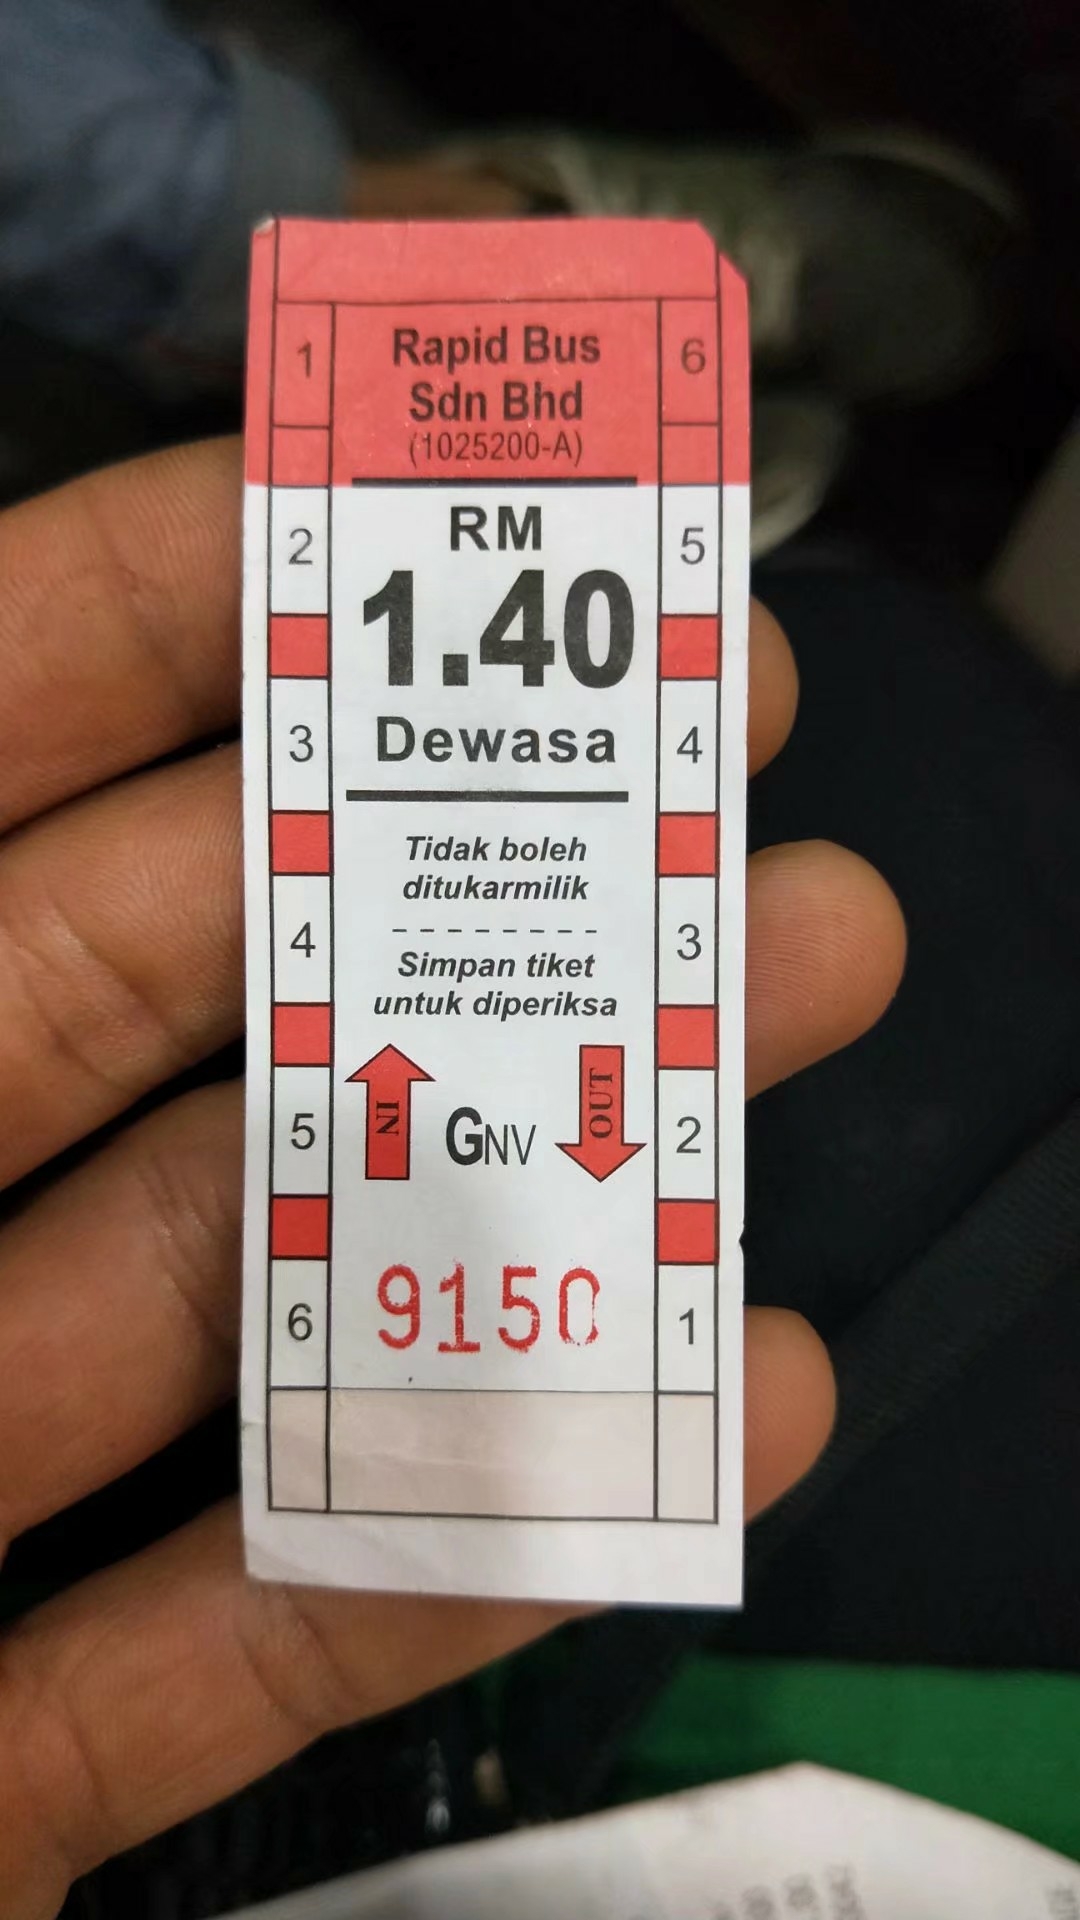 Rapid Bus
Sdn Bhd
(1025200-A)
RM
1.40
Dewasa
Tidak boleh
ditukarmilik
Simpan tiket
untuk diperiksa
IN
GNV
OUT
9150
1
2
3
4
5
6
6
5
4
3
2
1